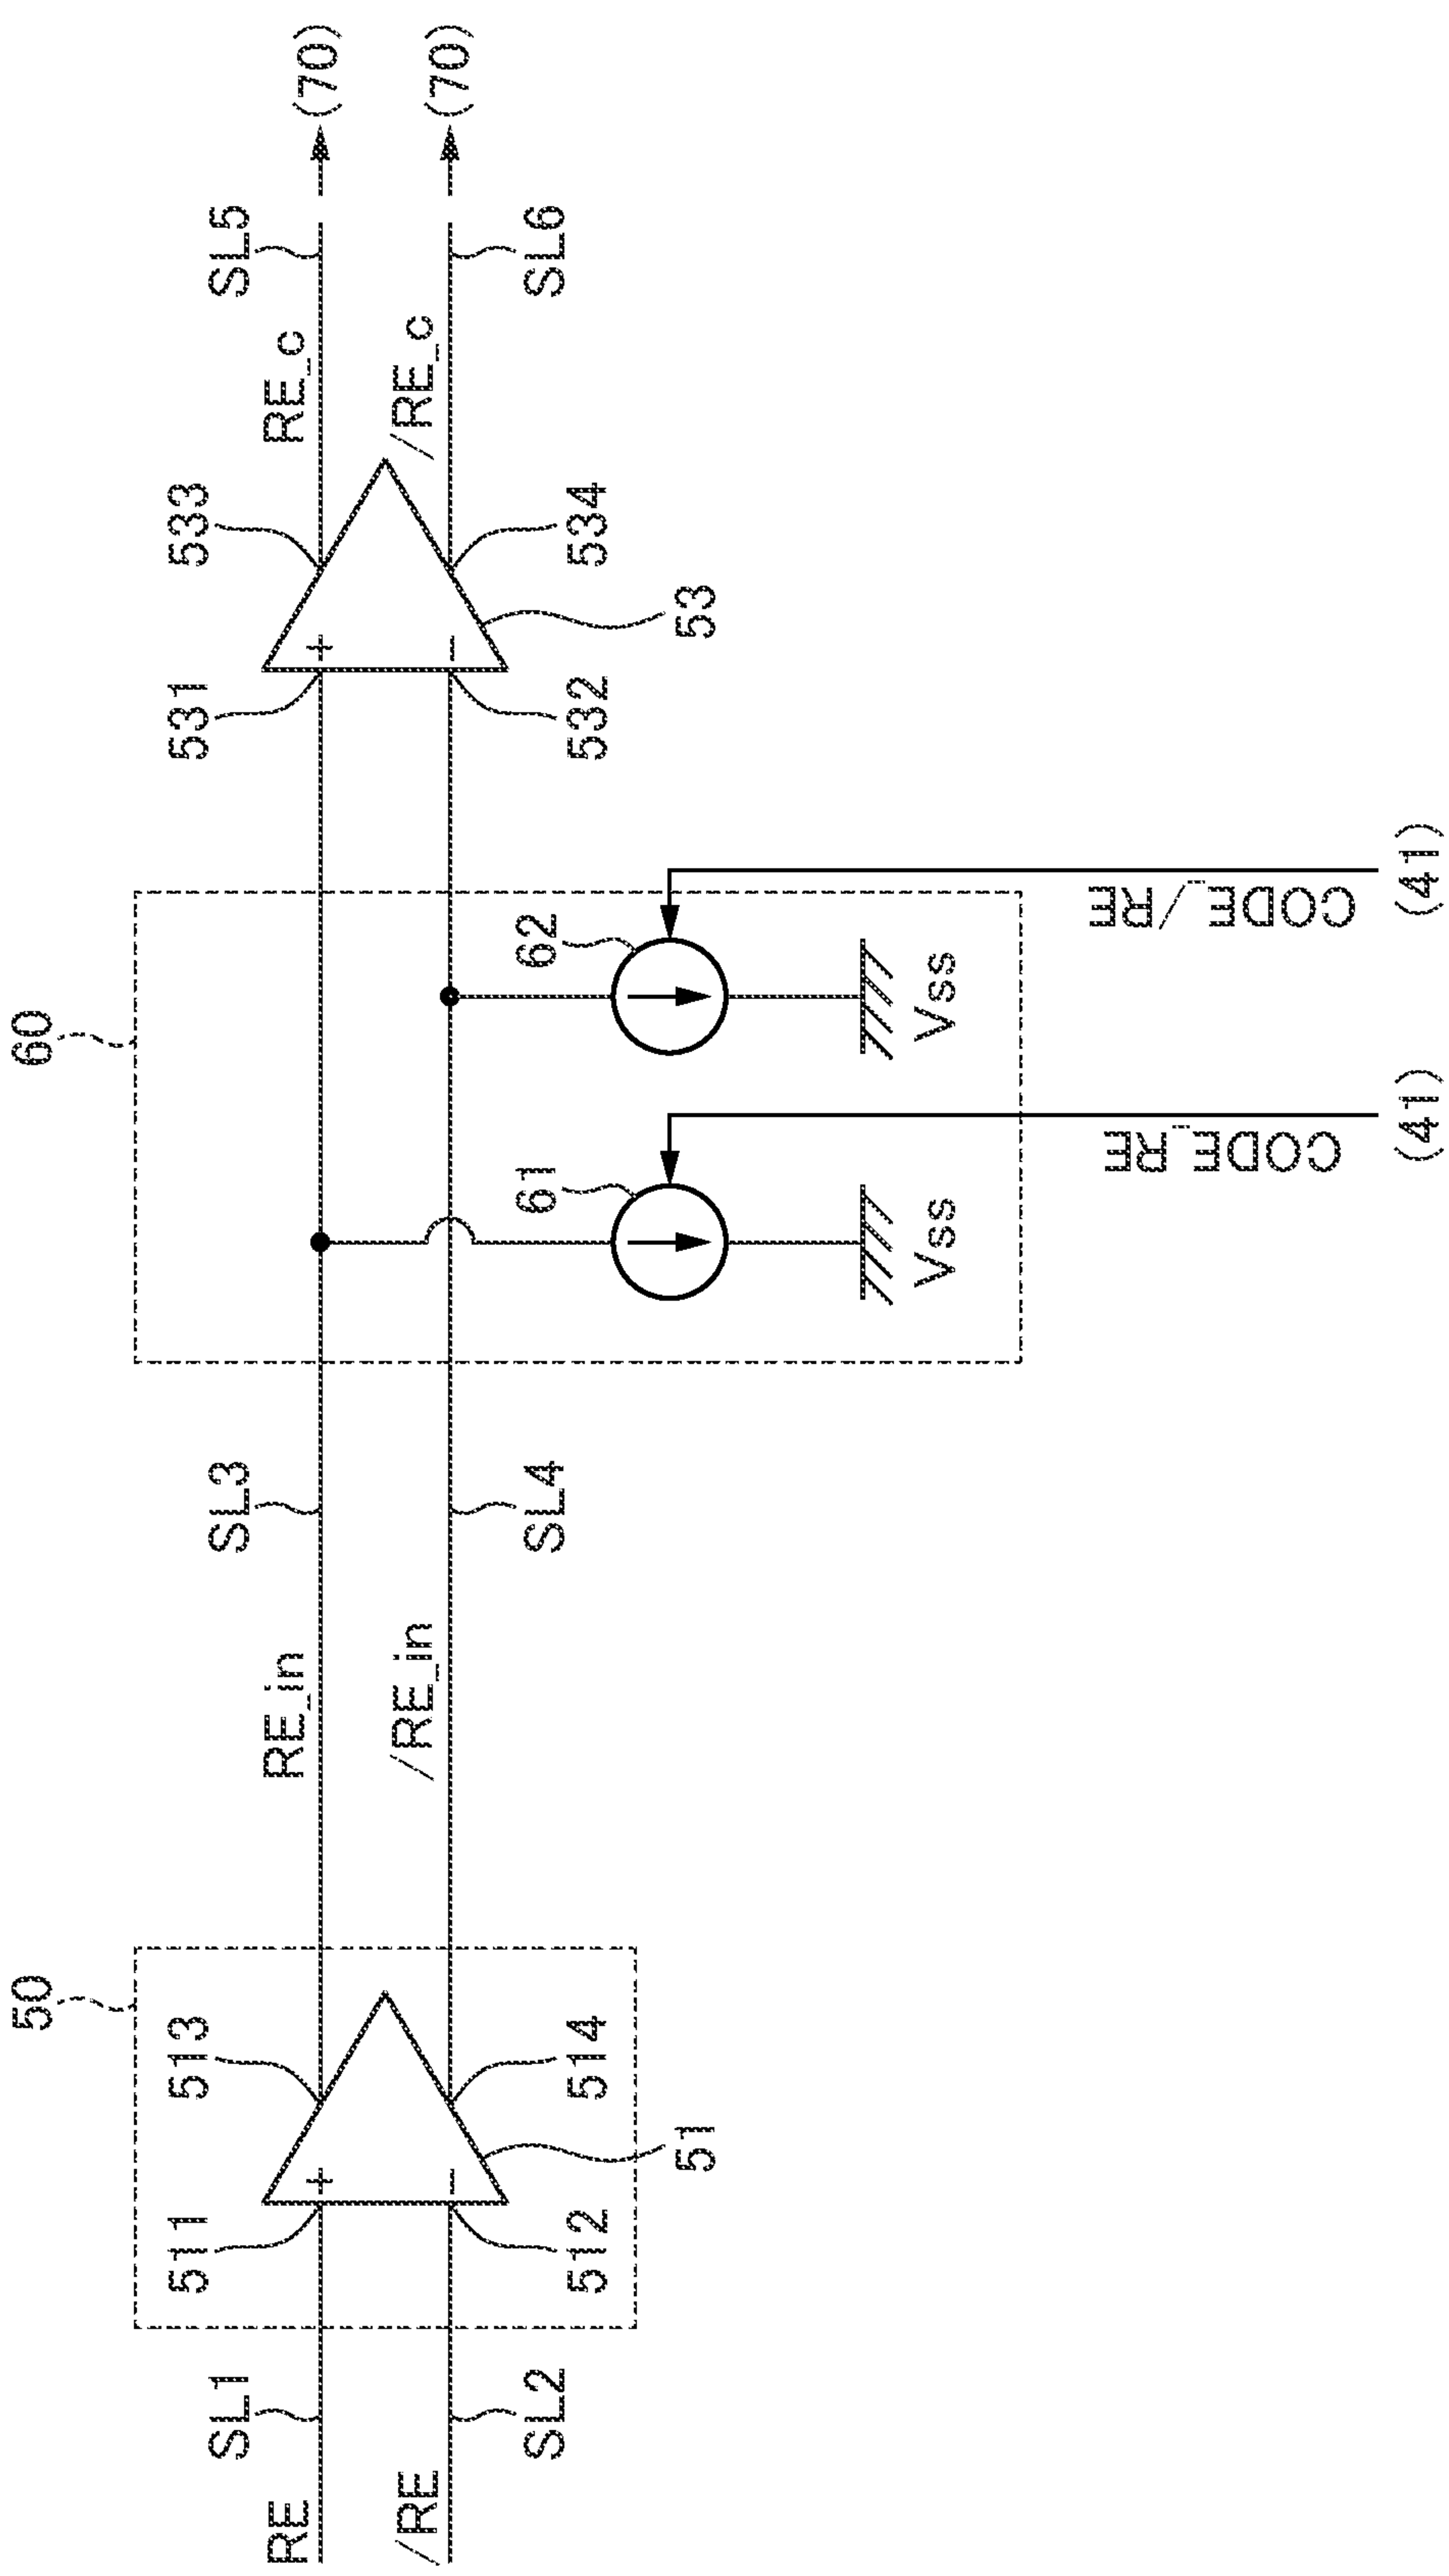 50
60
511
513
531
533
SL1
SL3
SL5
RE
RE_in
RE_c
(70)
/RE
/RE_in
/RE_c
(70)
+
−
+
−
SL2
512
514
SL4
61
62
532
534
SL6
51
53
Vss
Vss
CODE_RE
CODE_/RE
(41)
(41)